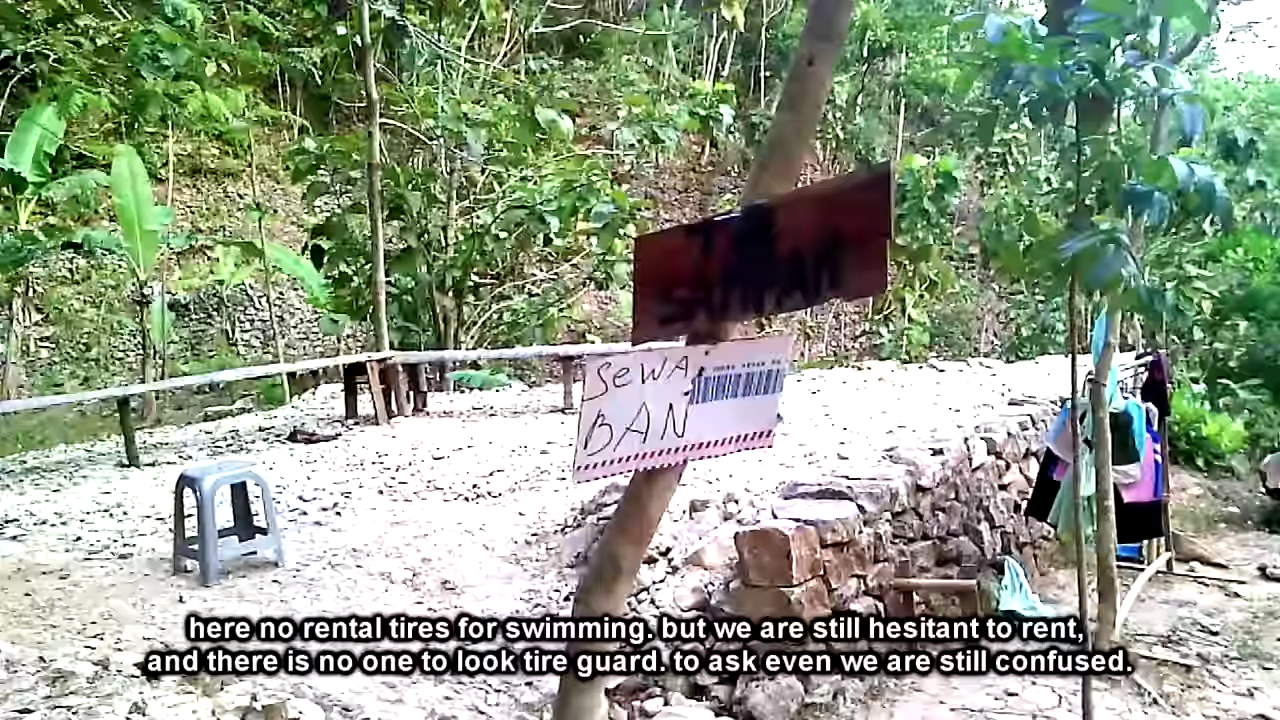 SeWA
BAN
here no rental tires for swimming. but we are still hesitant to rent,
and there is no one to look tire guard. to ask even we are still confused.